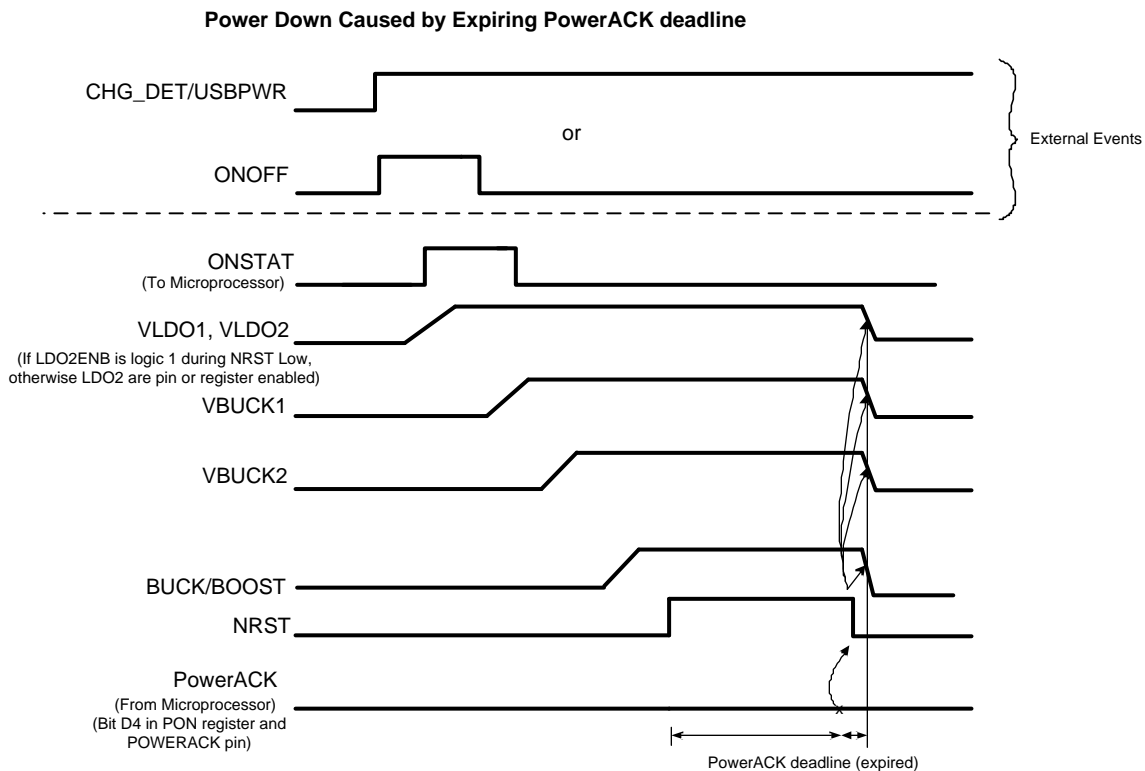 Power Down Caused by Expiring PowerACK deadline
CHG_DET/USBPWR
or
External Events
ONOFF
ONSTAT
(To Microprocessor)
VLDO1, VLDO2
(If LDO2ENB is logic 1 during NRST Low,
otherwise LDO2 are pin or register enabled)
VBUCK1
VBUCK2
BUCK/BOOST
NRST
PowerACK
(From Microprocessor)
(Bit D4 in PON register and
POWERACK pin)
x
PowerACK deadline (expired)